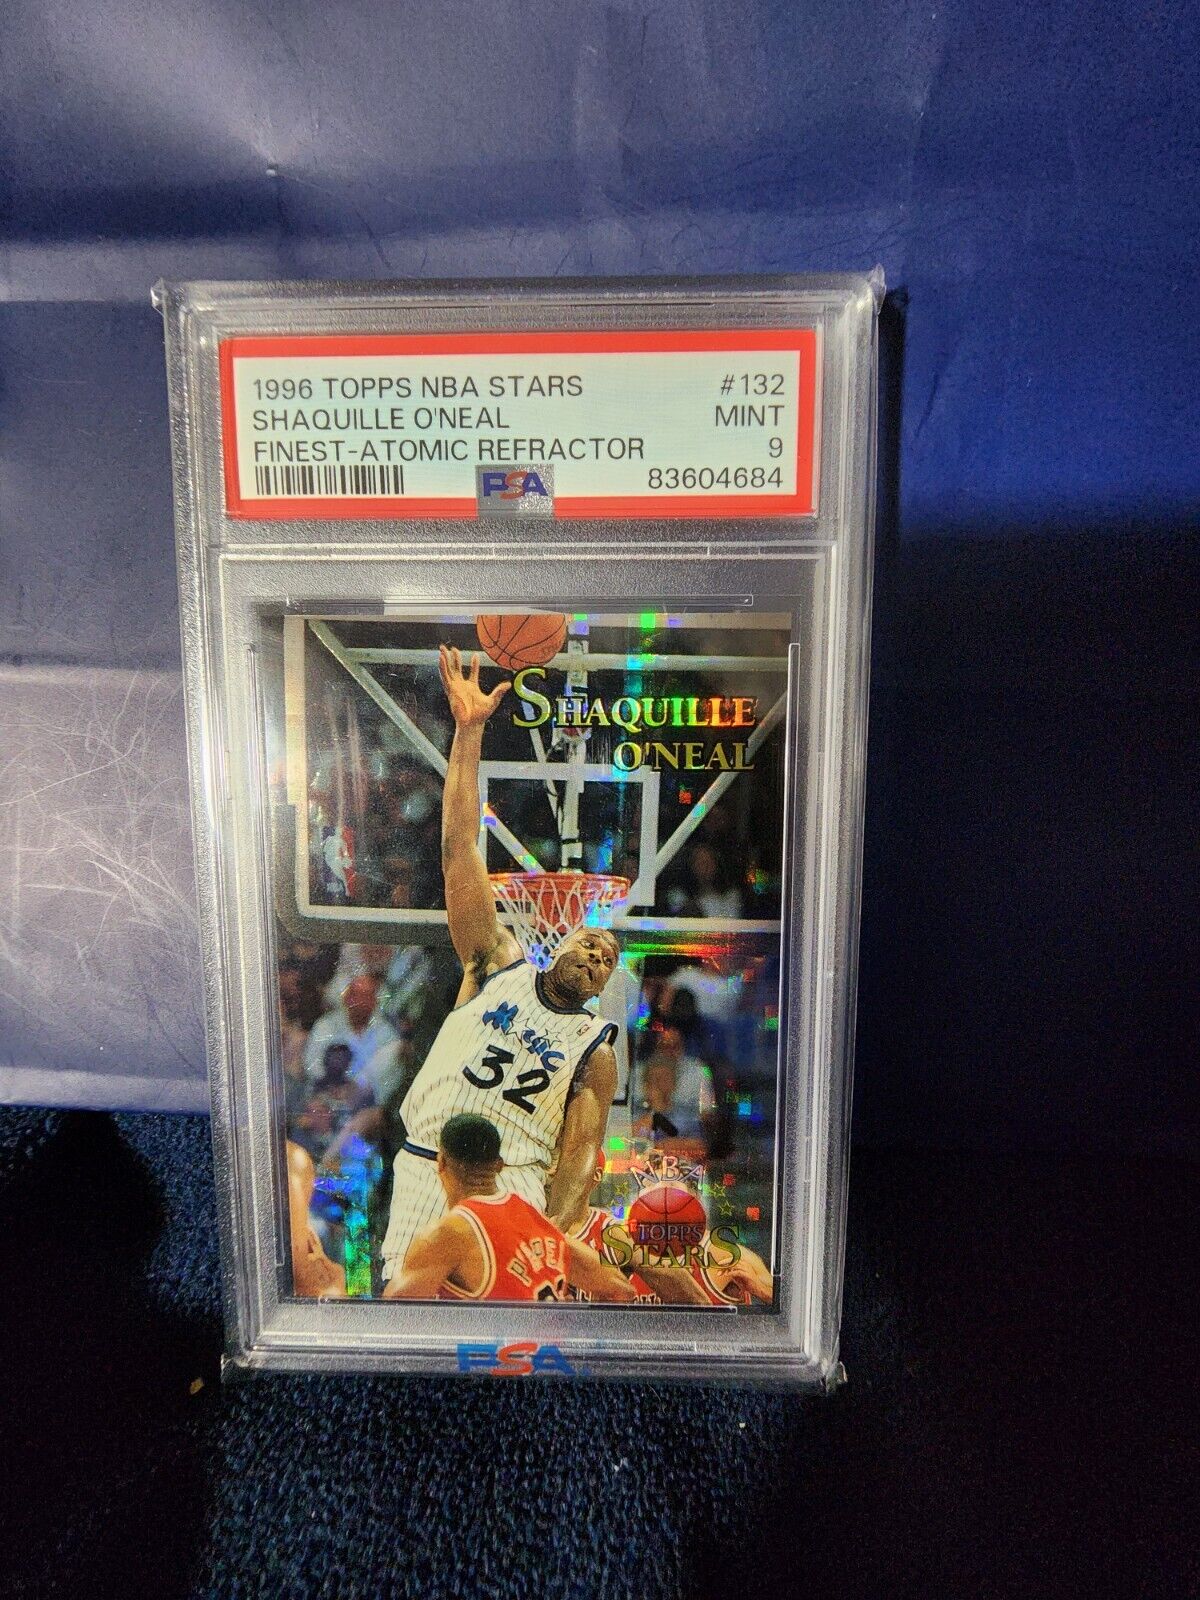 1996 TOPPS NBA STARS #132
SHAQUILLE O'NEAL MINT
FINEST-ATOMIC REFRACTOR 9
PSA 83604684
SHAQUILLE
O'NEAL
MAGIC
32
NBA
TOPPS
STARS
PSA